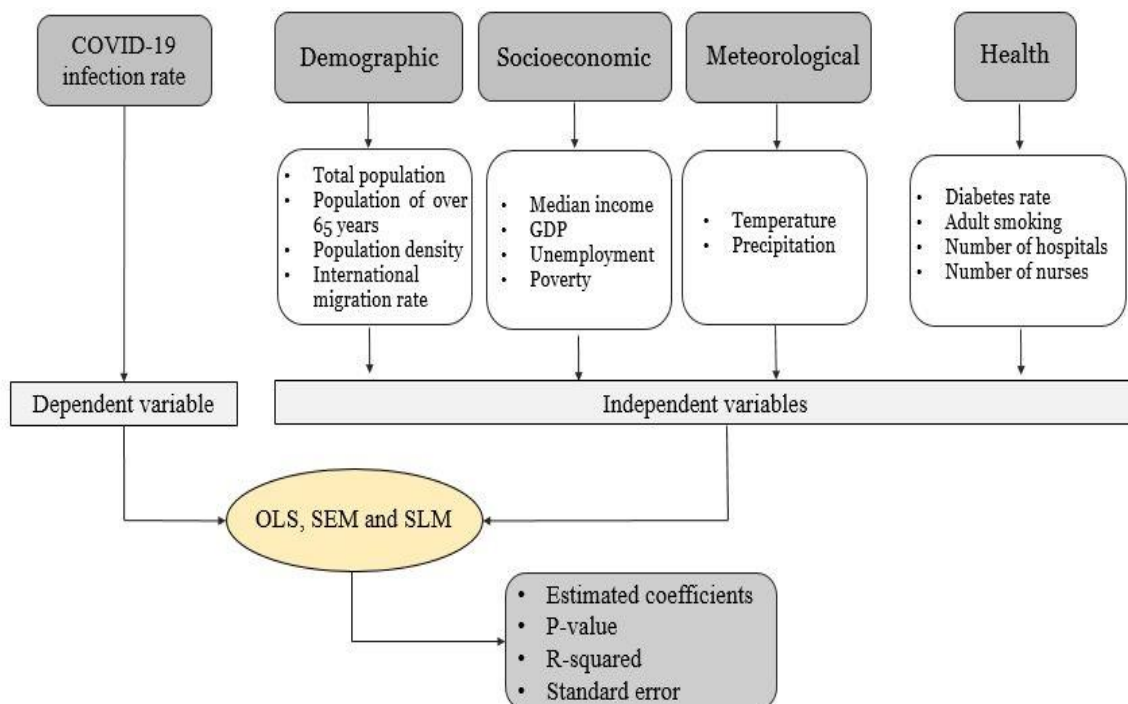 COVID-19
infection rate
Demographic
Socioeconomic
Meteorological
Health
• Total population
• Population of over
65 years
• Population density
• International
migration rate
• Median income
• GDP
• Unemployment
• Poverty
• Temperature
• Precipitation
• Diabetes rate
• Adult smoking
• Number of hospitals
• Number of nurses
Dependent variable
Independent variables
OLS, SEM and SLM
• Estimated coefficients
• P-value
• R-squared
• Standard error